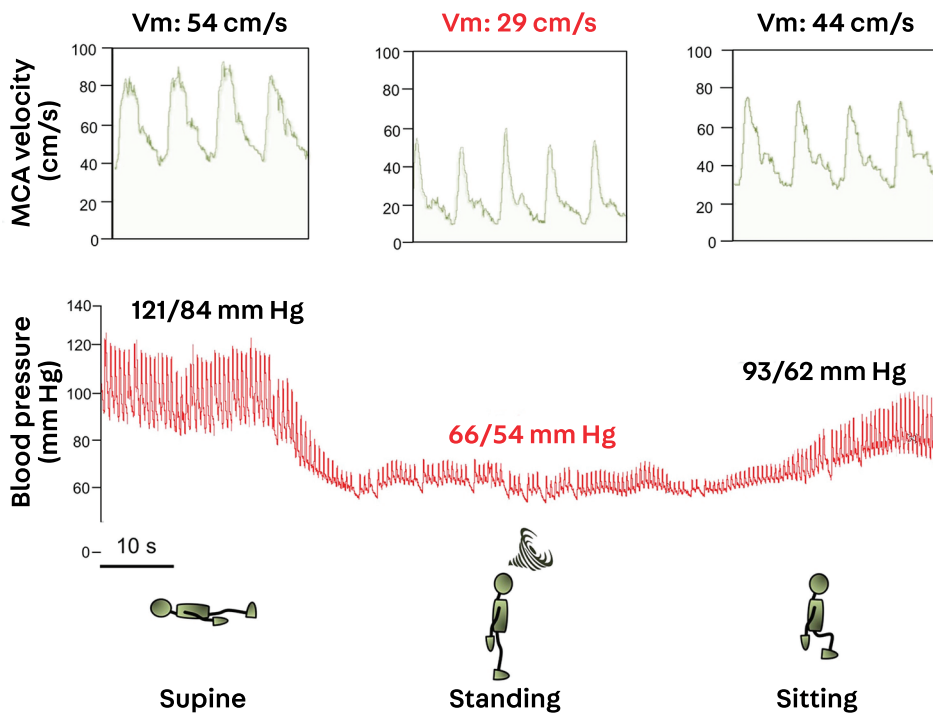 Vm: 54 cm/s
Vm: 29 cm/s
Vm: 44 cm/s
MCA velocity
(cm/s)
100
80
60
40
20
0
100
80
60
40
20
0
100
80
60
40
20
0
Blood pressure
(mm Hg)
140
120
100
80
60
0
121/84 mm Hg
66/54 mm Hg
93/62 mm Hg
10 s
Supine
Standing
Sitting